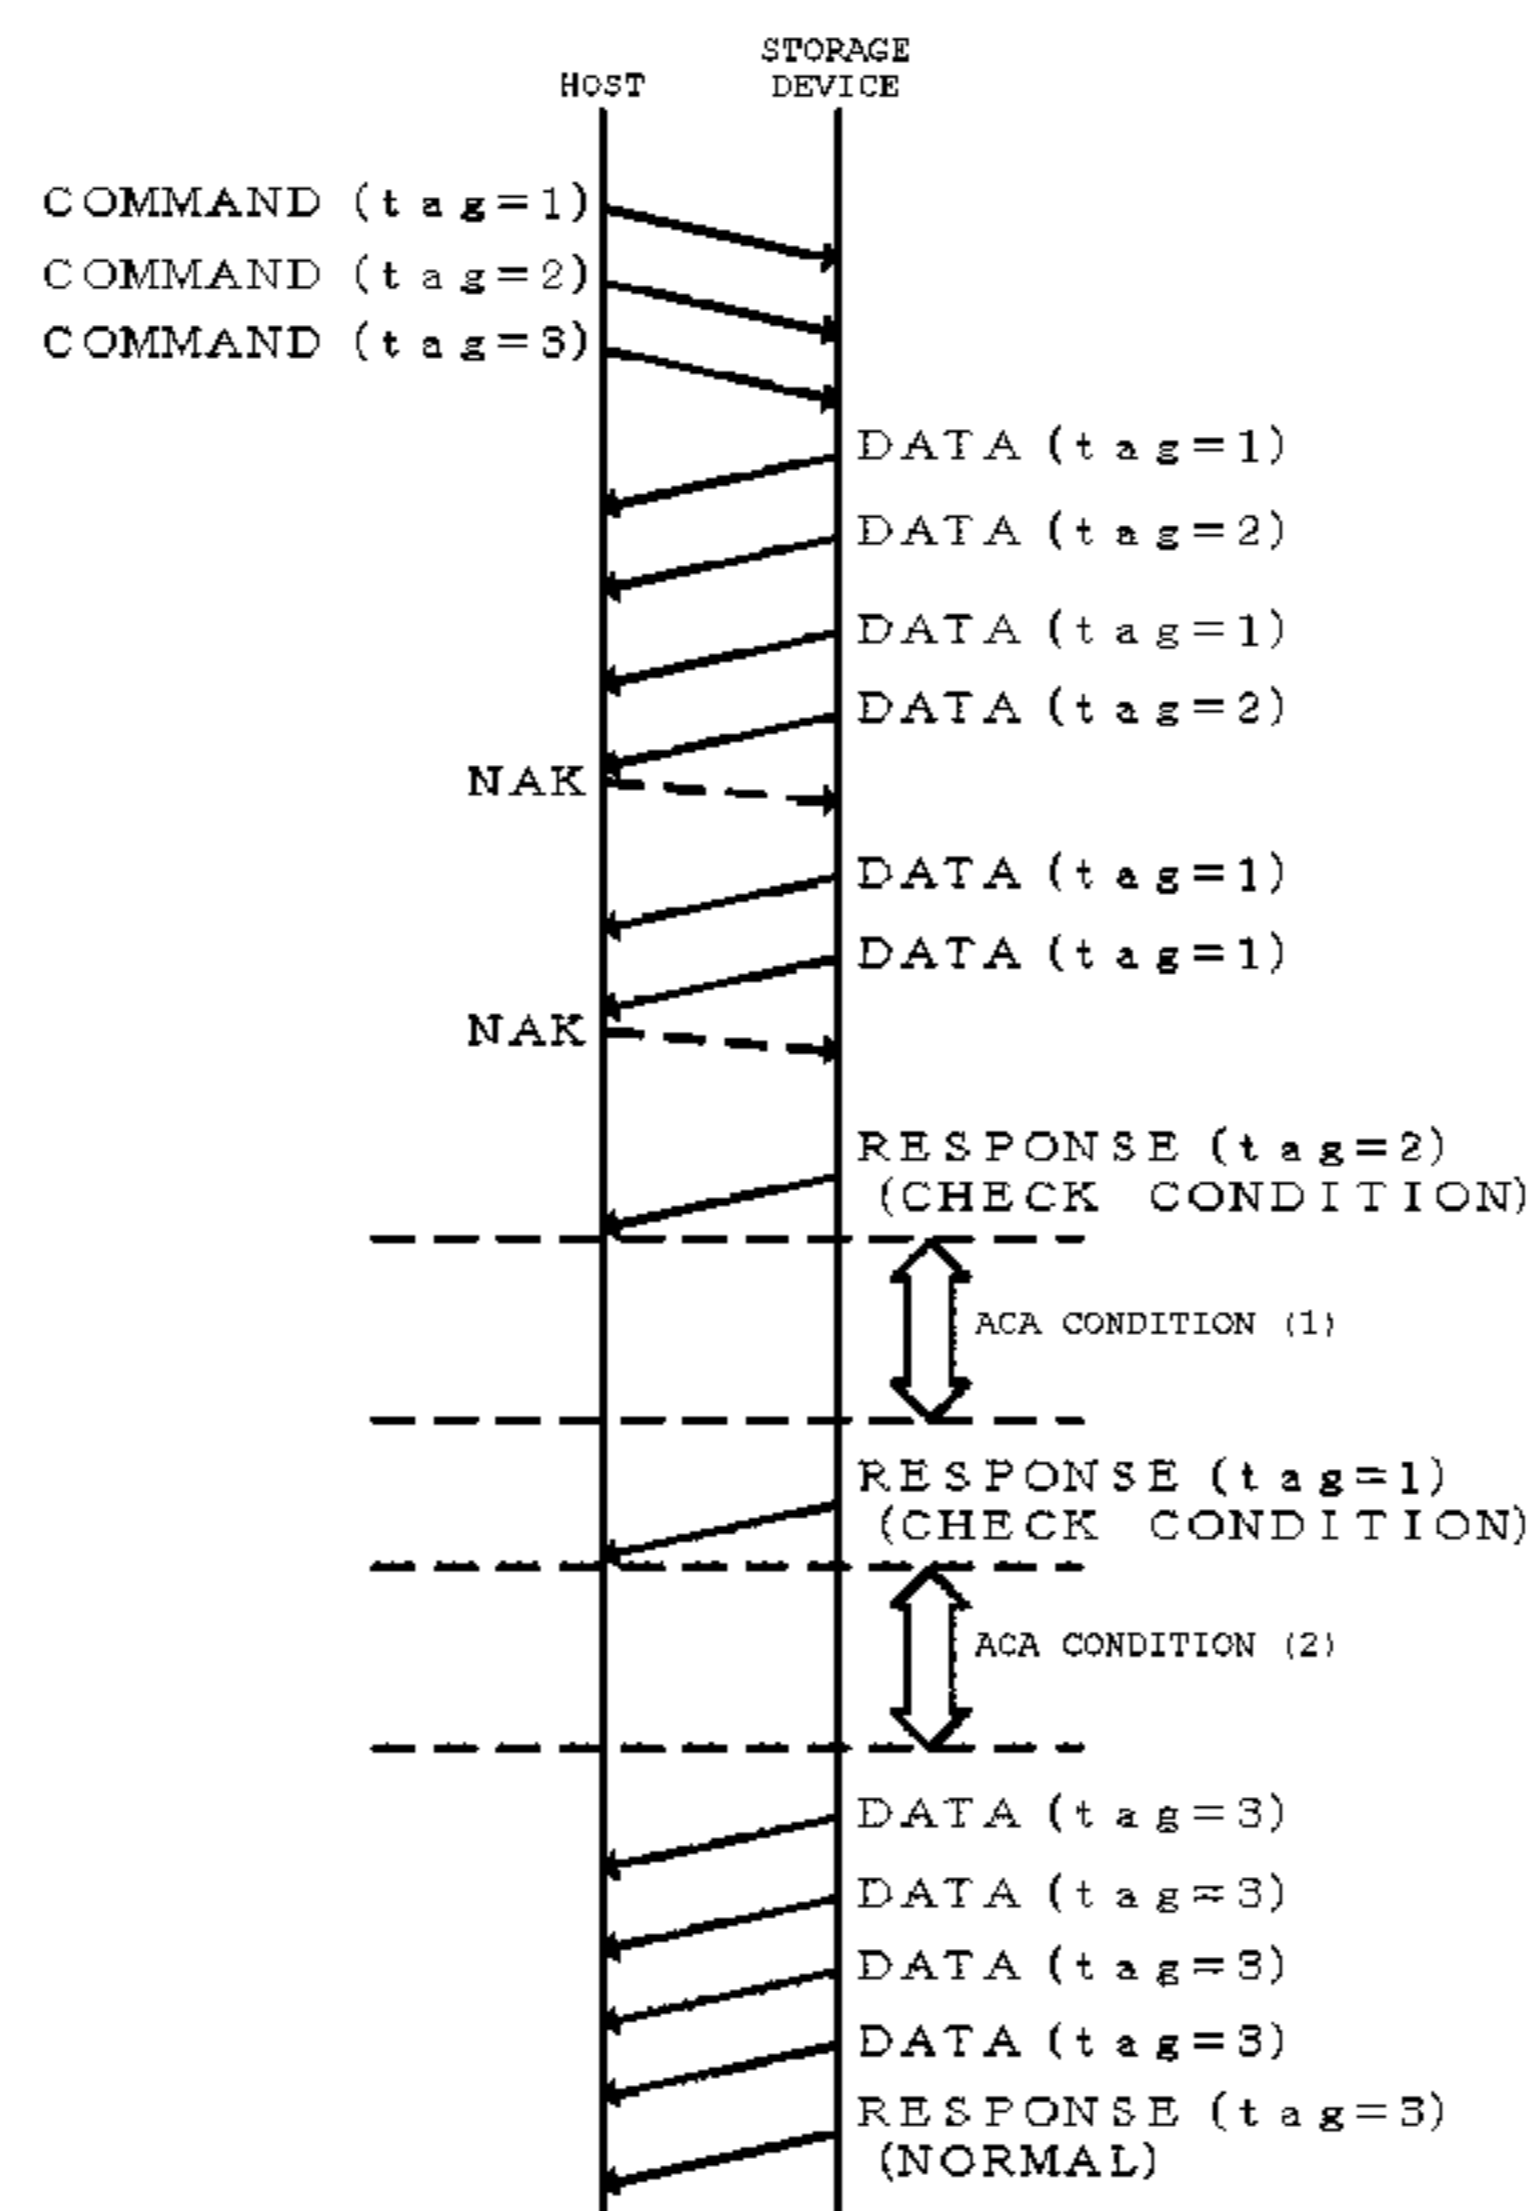 STORAGE
HOST DEVICE
COMMAND (tag=1)
COMMAND (tag=2)
COMMAND (tag=3)
DATA (tag=1)
DATA (tag=2)
DATA (tag=1)
DATA (tag=2)
NAK
DATA (tag=1)
DATA (tag=1)
NAK
RESPONSE (tag=2)
(CHECK CONDITION)
ACA CONDITION (1)
RESPONSE (tag=1)
(CHECK CONDITION)
ACA CONDITION (2)
DATA (tag=3)
DATA (tag=3)
DATA (tag=3)
DATA (tag=3)
RESPONSE (tag=3)
(NORMAL)